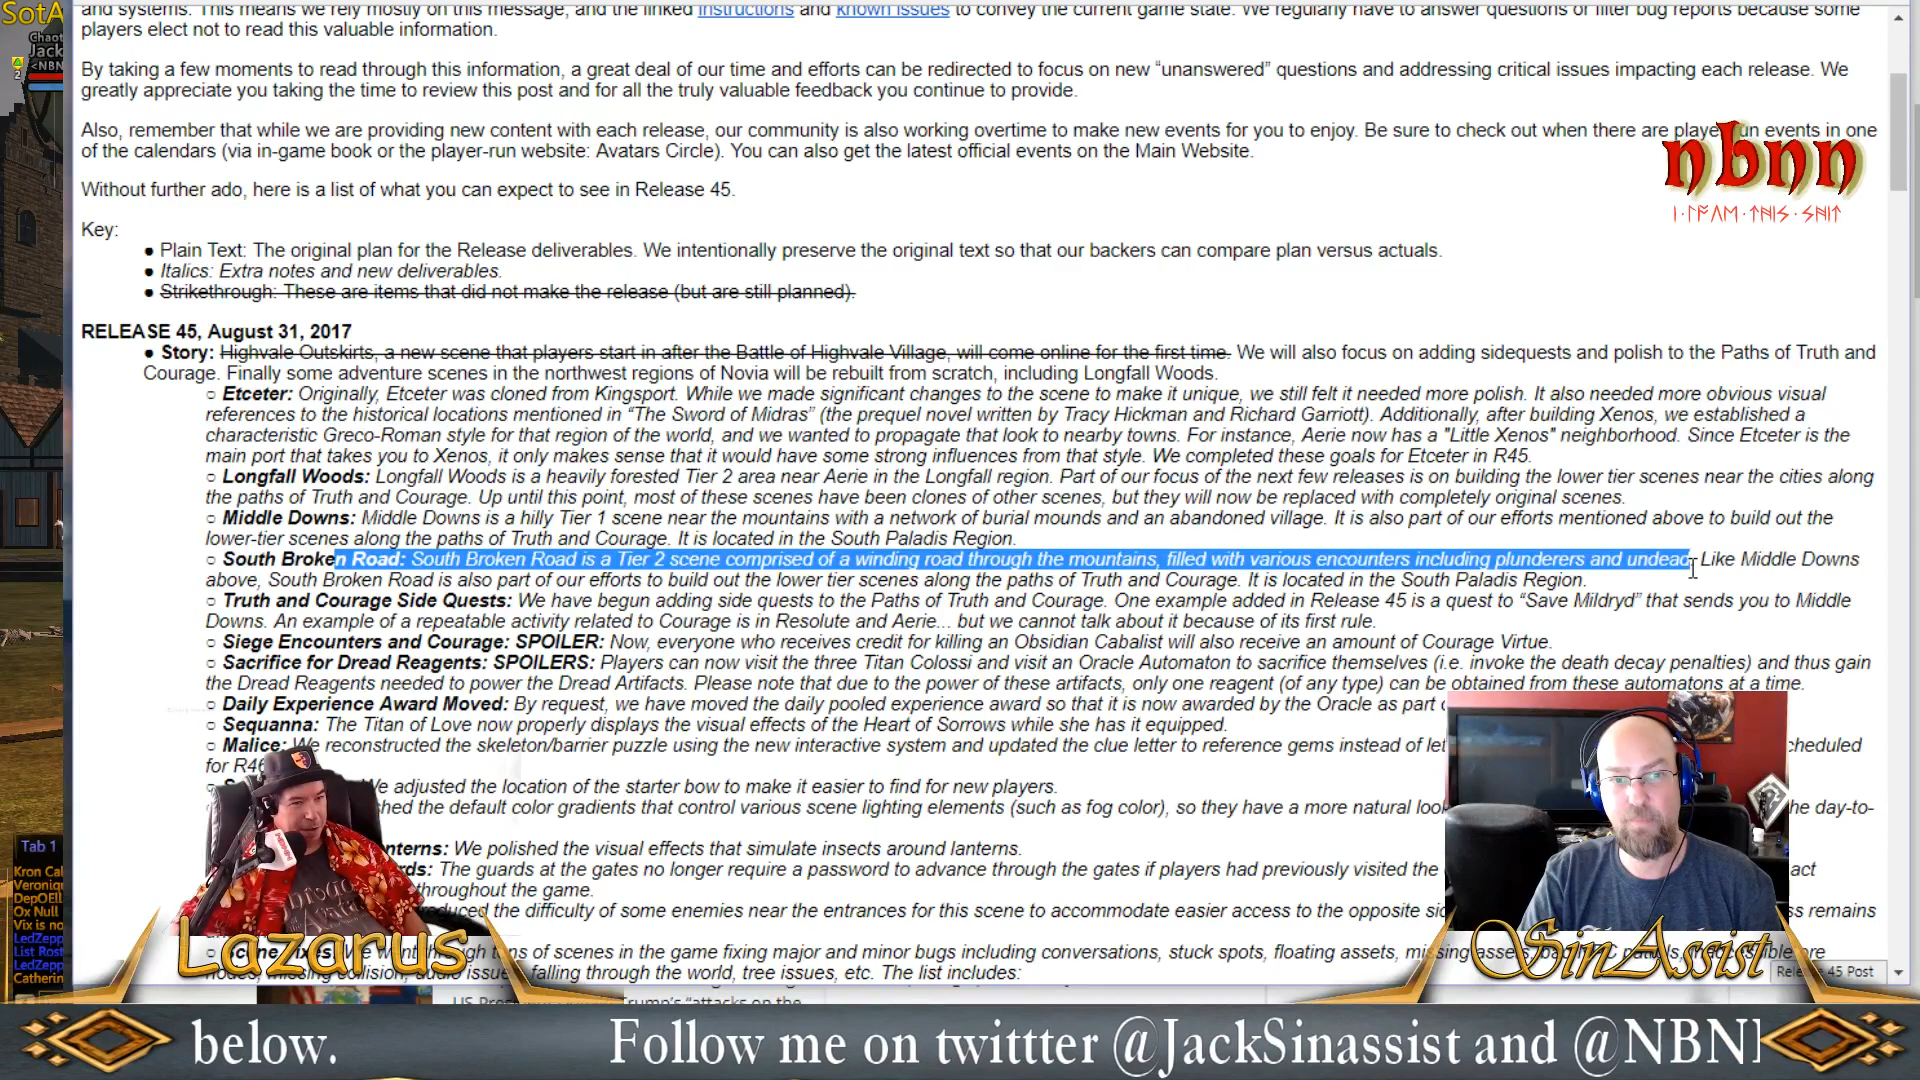 SotA
and systems. This means we rely mostly on this message, and the linked instructions and known issues to convey the current game state. We regularly have to answer questions or filter bug reports because some
players elect not to read this valuable information.
Chaot
Jack
<NBN
2
By taking a few moments to read through this information, a great deal of our time and efforts can be redirected to focus on new “unanswered” questions and addressing critical issues impacting each release. We
greatly appreciate you taking the time to review this post and for all the truly valuable feedback you continue to provide.
Also, remember that while we are providing new content with each release, our community is also working overtime to make new events for you to enjoy. Be sure to check out when there are player run events in one
of the calendars (via in-game book or the player-run website: Avatars Circle). You can also get the latest official events on the Main Website.
nbnn
Without further ado, here is a list of what you can expect to see in Release 45.
Key:
● Plain Text: The original plan for the Release deliverables. We intentionally preserve the original text so that our backers can compare plan versus actuals.
● Italics: Extra notes and new deliverables.
● Strikethrough: These are items that did not make the release (but are still planned).
RELEASE 45, August 31, 2017
● Story: Highvale Outskirts, a new scene that players start in after the Battle of Highvale Village, will come online for the first time. We will also focus on adding sidequests and polish to the Paths of Truth and
Courage. Finally some adventure scenes in the northwest regions of Novia will be rebuilt from scratch, including Longfall Woods.
○ Etceter: Originally, Etceter was cloned from Kingsport. While we made significant changes to the scene to make it unique, we still felt it needed more polish. It also needed more obvious visual
references to the historical locations mentioned in “The Sword of Midras” (the prequel novel written by Tracy Hickman and Richard Garriott). Additionally, after building Xenos, we established a
characteristic Greco-Roman style for that region of the world, and we wanted to propagate that look to nearby towns. For instance, Aerie now has a "Little Xenos" neighborhood. Since Etceter is the
main port that takes you to Xenos, it only makes sense that it would have some strong influences from that style. We completed these goals for Etceter in R45.
○ Longfall Woods: Longfall Woods is a heavily forested Tier 2 area near Aerie in the Longfall region. Part of our focus of the next few releases is on building the lower tier scenes near the cities along
the paths of Truth and Courage. Up until this point, most of these scenes have been clones of other scenes, but they will now be replaced with completely original scenes.
○ Middle Downs: Middle Downs is a hilly Tier 1 scene near the mountains with a network of burial mounds and an abandoned village. It is also part of our efforts mentioned above to build out the
lower-tier scenes along the paths of Truth and Courage. It is located in the South Paladis Region.
○ South Broken Road: South Broken Road is a Tier 2 scene comprised of a winding road through the mountains, filled with various encounters including plunderers and undead. Like Middle Downs
above, South Broken Road is also part of our efforts to build out the lower tier scenes along the paths of Truth and Courage. It is located in the South Paladis Region.
○ Truth and Courage Side Quests: We have begun adding side quests to the Paths of Truth and Courage. One example added in Release 45 is a quest to “Save Mildryd” that sends you to Middle
Downs. An example of a repeatable activity related to Courage is in Resolute and Aerie... but we cannot talk about it because of its first rule.
○ Siege Encounters and Courage: SPOILER: Now, everyone who receives credit for killing an Obsidian Cabalist will also receive an amount of Courage Virtue.
○ Sacrifice for Dread Reagents: SPOILERS: Players can now visit the three Titan Colossi and visit an Oracle Automaton to sacrifice themselves (i.e. invoke the death decay penalties) and thus gain
the Dread Reagents needed to power the Dread Artifacts. Please note that due to the power of these artifacts, only one reagent (of any type) can be obtained from these automatons at a time.
○ Daily Experience Award Moved: By request, we have moved the daily pooled experience award so that it is now awarded by the Oracle as part
○ Sequanna: The Titan of Love now properly displays the visual effects of the Heart of Sorrows while she has it equipped.
○ Malice: We reconstructed the skeleton/barrier puzzle using the new interactive system and updated the clue letter to reference gems instead of let cheduled
for R46
We adjusted the location of the starter bow to make it easier to find for new players.
hed the default color gradients that control various scene lighting elements (such as fog color), so they have a more natural look he day-to-
nterns: We polished the visual effects that simulate insects around lanterns.
rds: The guards at the gates no longer require a password to advance through the gates if players had previously visited the act
throughout the game.
educed the difficulty of some enemies near the entrances for this scene to accommodate easier access to the opposite sid ss remains
○ Scene Fixes: We went through tons of scenes in the game fixing major and minor bugs including conversations, stuck spots, floating assets, missing assets,
missing collision, audio issues, falling through the world, tree issues, etc. The list includes:
Tab 1
Kron Cal
Veroniqu
DepOEll
Ox Null
Vix is no
LedZepp
List Rost
LedZepp
Catherin
Lazarus
SinAssist
Release 45 Post
below. Follow me on twittter @JackSinassist and @NBN